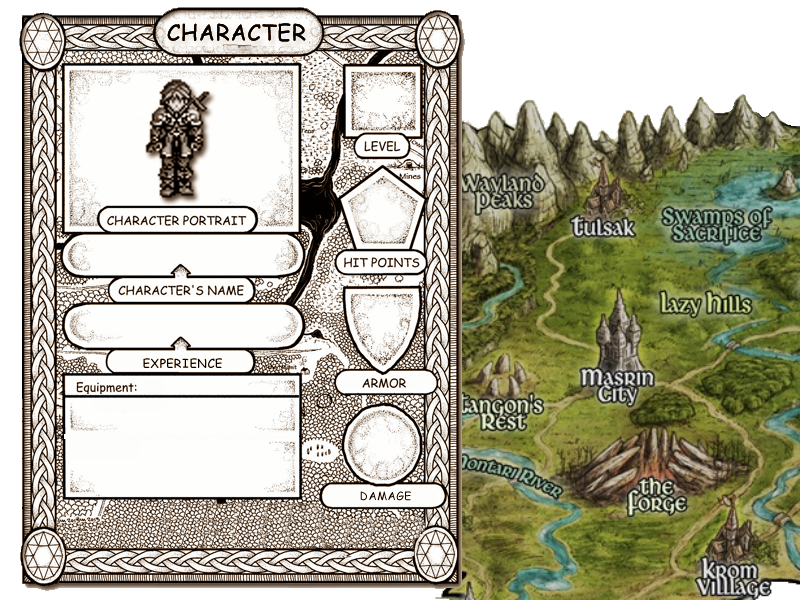 CHARACTER
LEVEL
Mines
CHARACTER PORTRAIT
HIT POINTS
CHARACTER'S NAME
EXPERIENCE
ARMOR
Equipment:
DAMAGE
Wayland
Peaks
Tulsak
Swamps of
Sacrifice
Lazy Hills
Masrin
City
Tangon's
Rest
Montari River
the
Forge
Krom
Village